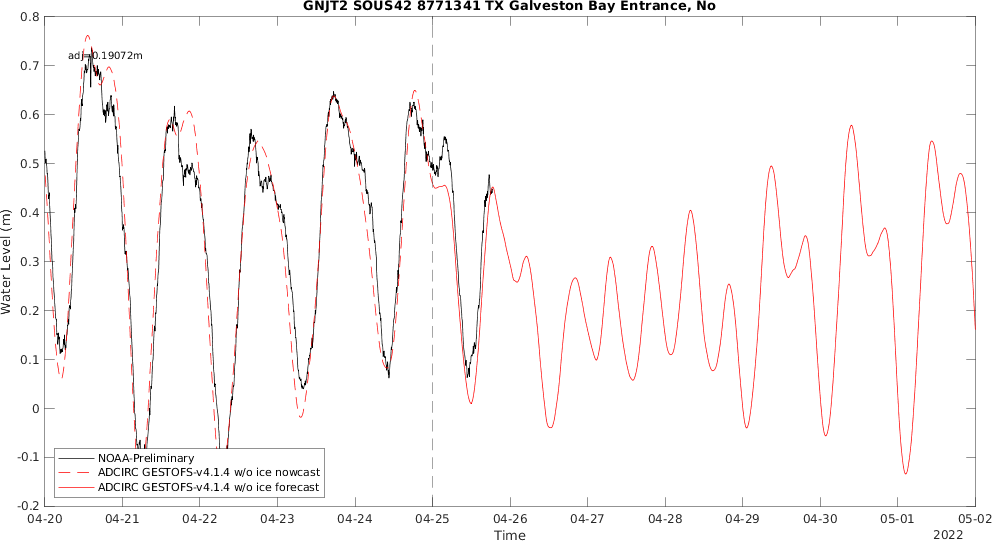 GNJT2 SOUS42 8771341 TX Galveston Bay Entrance, No
adj=0.19072m
0.8
0.7
0.6
0.5
0.4
0.3
0.2
0.1
0
-0.1
-0.2
Water Level (m)
NOAA-Preliminary
ADCIRC GESTOFS-v4.1.4 w/o ice nowcast
ADCIRC GESTOFS-v4.1.4 w/o ice forecast
04-20 04-21 04-22 04-23 04-24 04-25 04-26 04-27 04-28 04-29 04-30 05-01 05-02
Time
2022